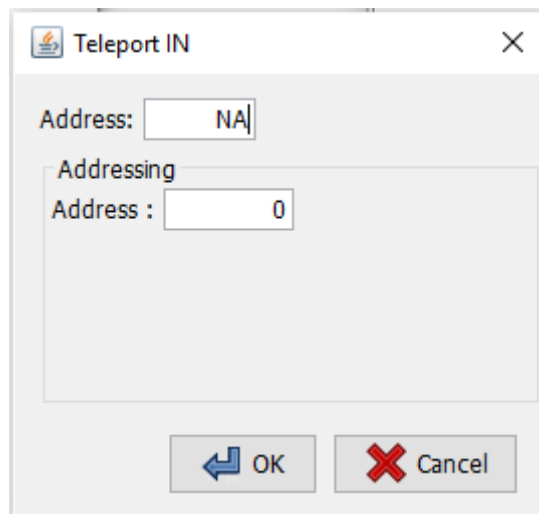 Teleport IN
Address: NA
Addressing
Address : 0
OK Cancel